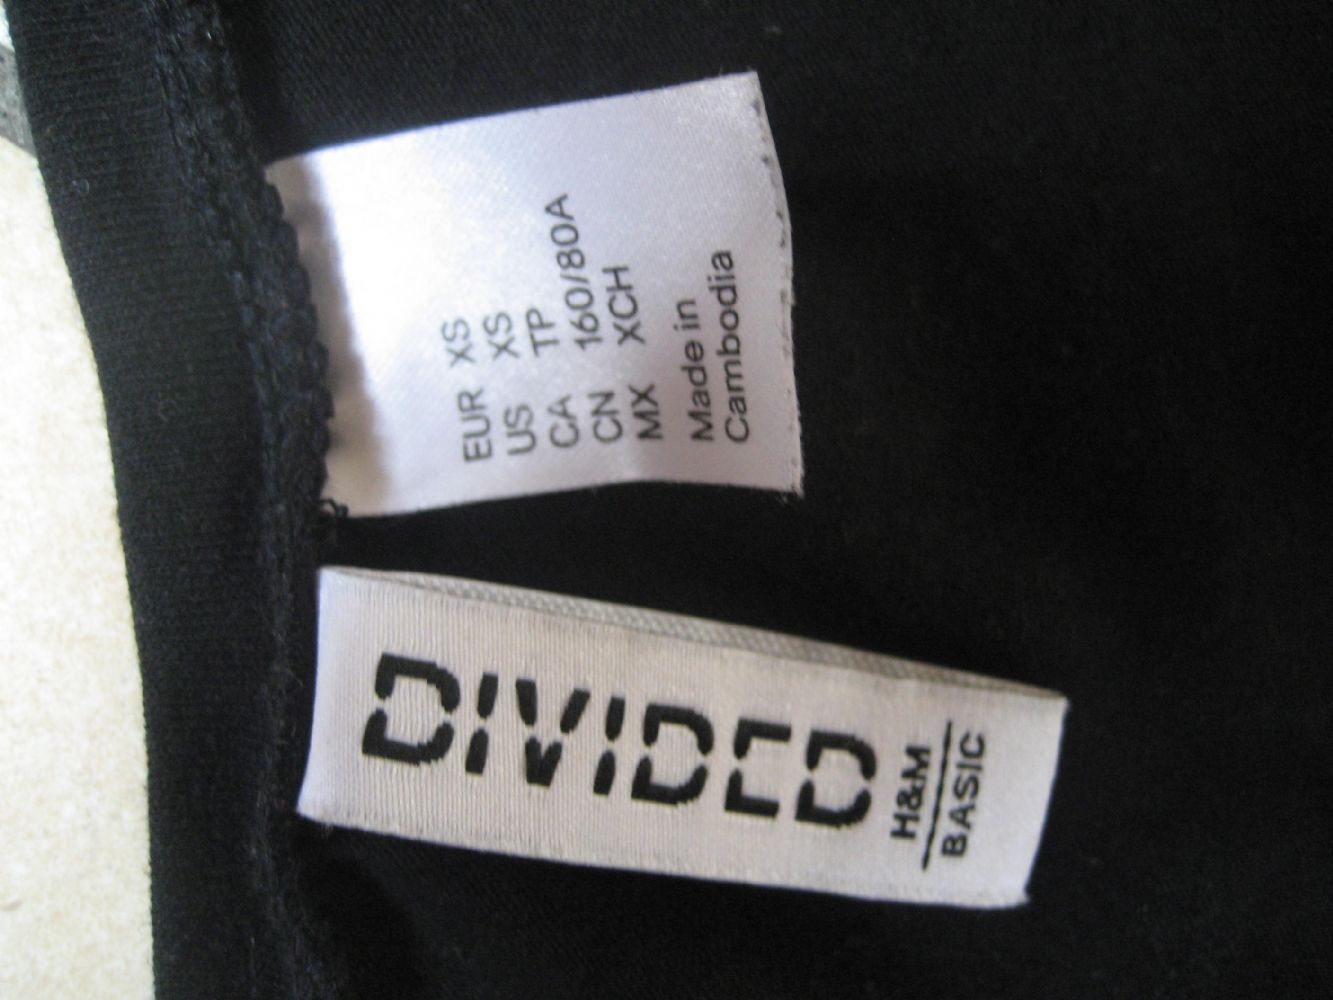 EUR XS
US XS
CA TP
CN 160/80A
MX XCH
Made in
Cambodia
DIVIDED
H&M
BASIC